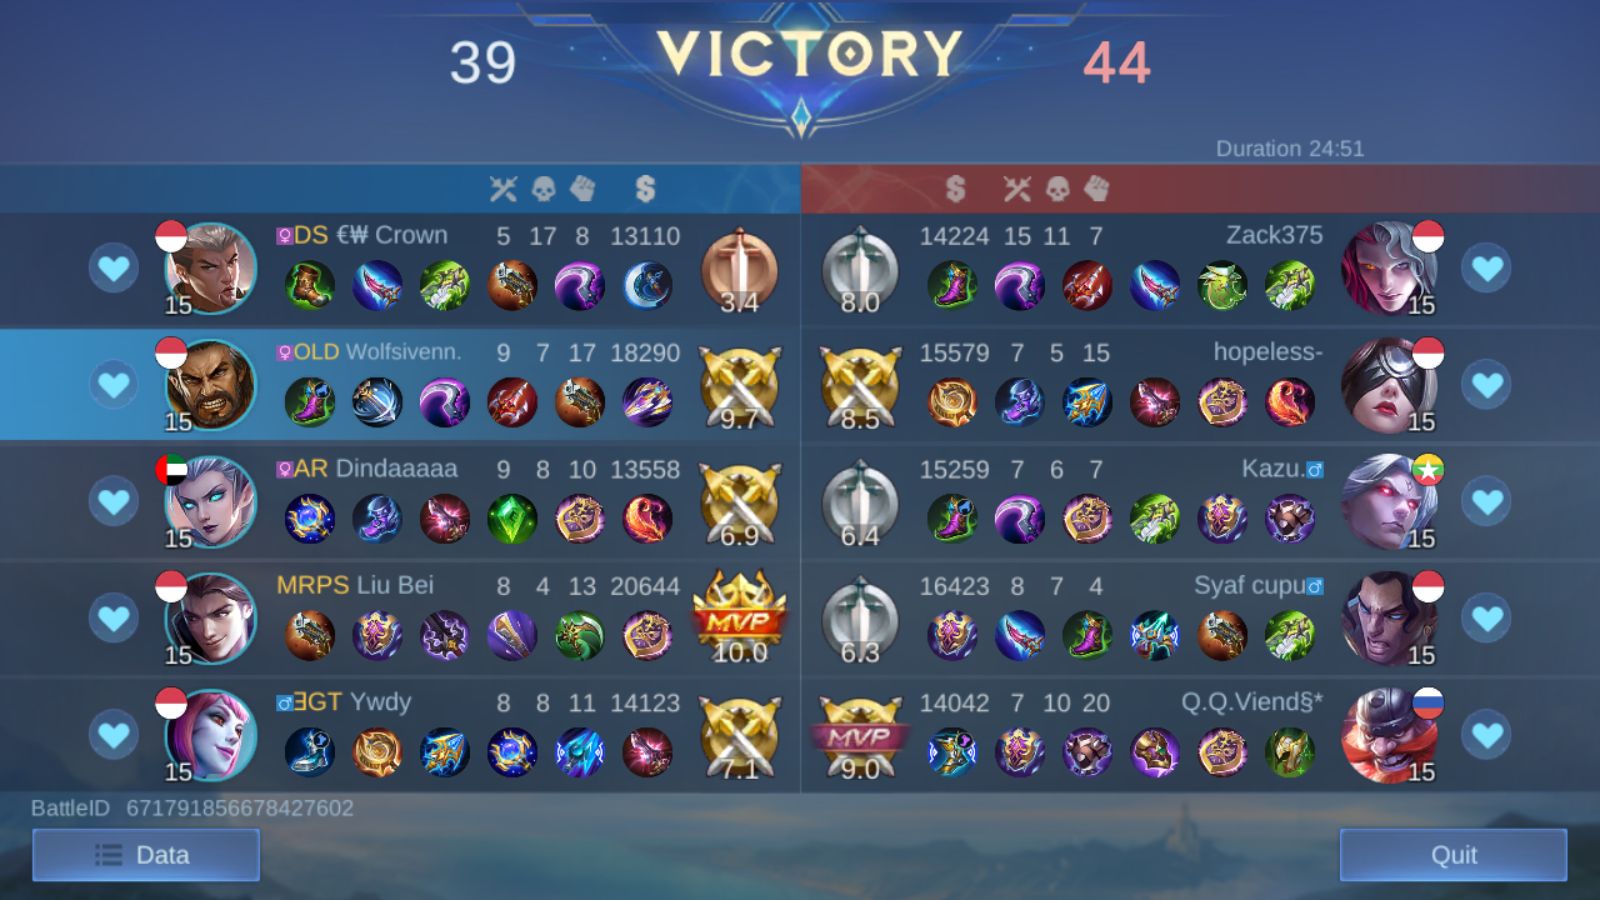 39 VICTORY 44
Duration 24:51
♀DS €₩ Crown 5 17 8 13110
15 3.4
8.0 14224 15 11 7 Zack375
15
♀OLD Wolfsivenn. 9 7 17 18290
15 9.7
8.5 15579 7 5 15 hopeless-
15
♀AR Dindaaaaa 9 8 10 13558
15 6.9
6.4 15259 7 6 7 Kazu.♂
15
MRPS Liu Bei 8 4 13 20644
MVP
15 10.0
6.3 16423 8 7 4 Syaf cupu♂
15
♂ƎGT Ywdy 8 8 11 14123
15 7.1
MVP
9.0 14042 7 10 20 Q.Q.Viend§*
15
BattleID 671791856678427602
Data
Quit